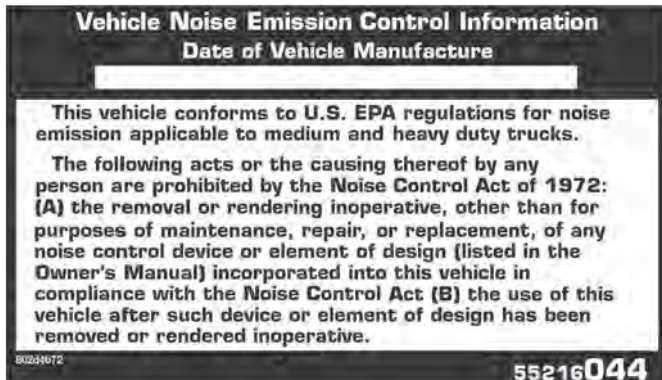 Vehicle Noise Emission Control Information
Date of Vehicle Manufacture
This vehicle conforms to U.S. EPA regulations for noise
emission applicable to medium and heavy duty trucks.
The following acts or the causing thereof by any
person are prohibited by the Noise Control Act of 1972:
(A) the removal or rendering inoperative, other than for
purposes of maintenance, repair, or replacement, of any
noise control device or element of design (listed in the
Owner's Manual) incorporated into this vehicle in
compliance with the Noise Control Act (B) the use of this
vehicle after such device or element of design has been
removed or rendered inoperative.
802d4b72
55216044